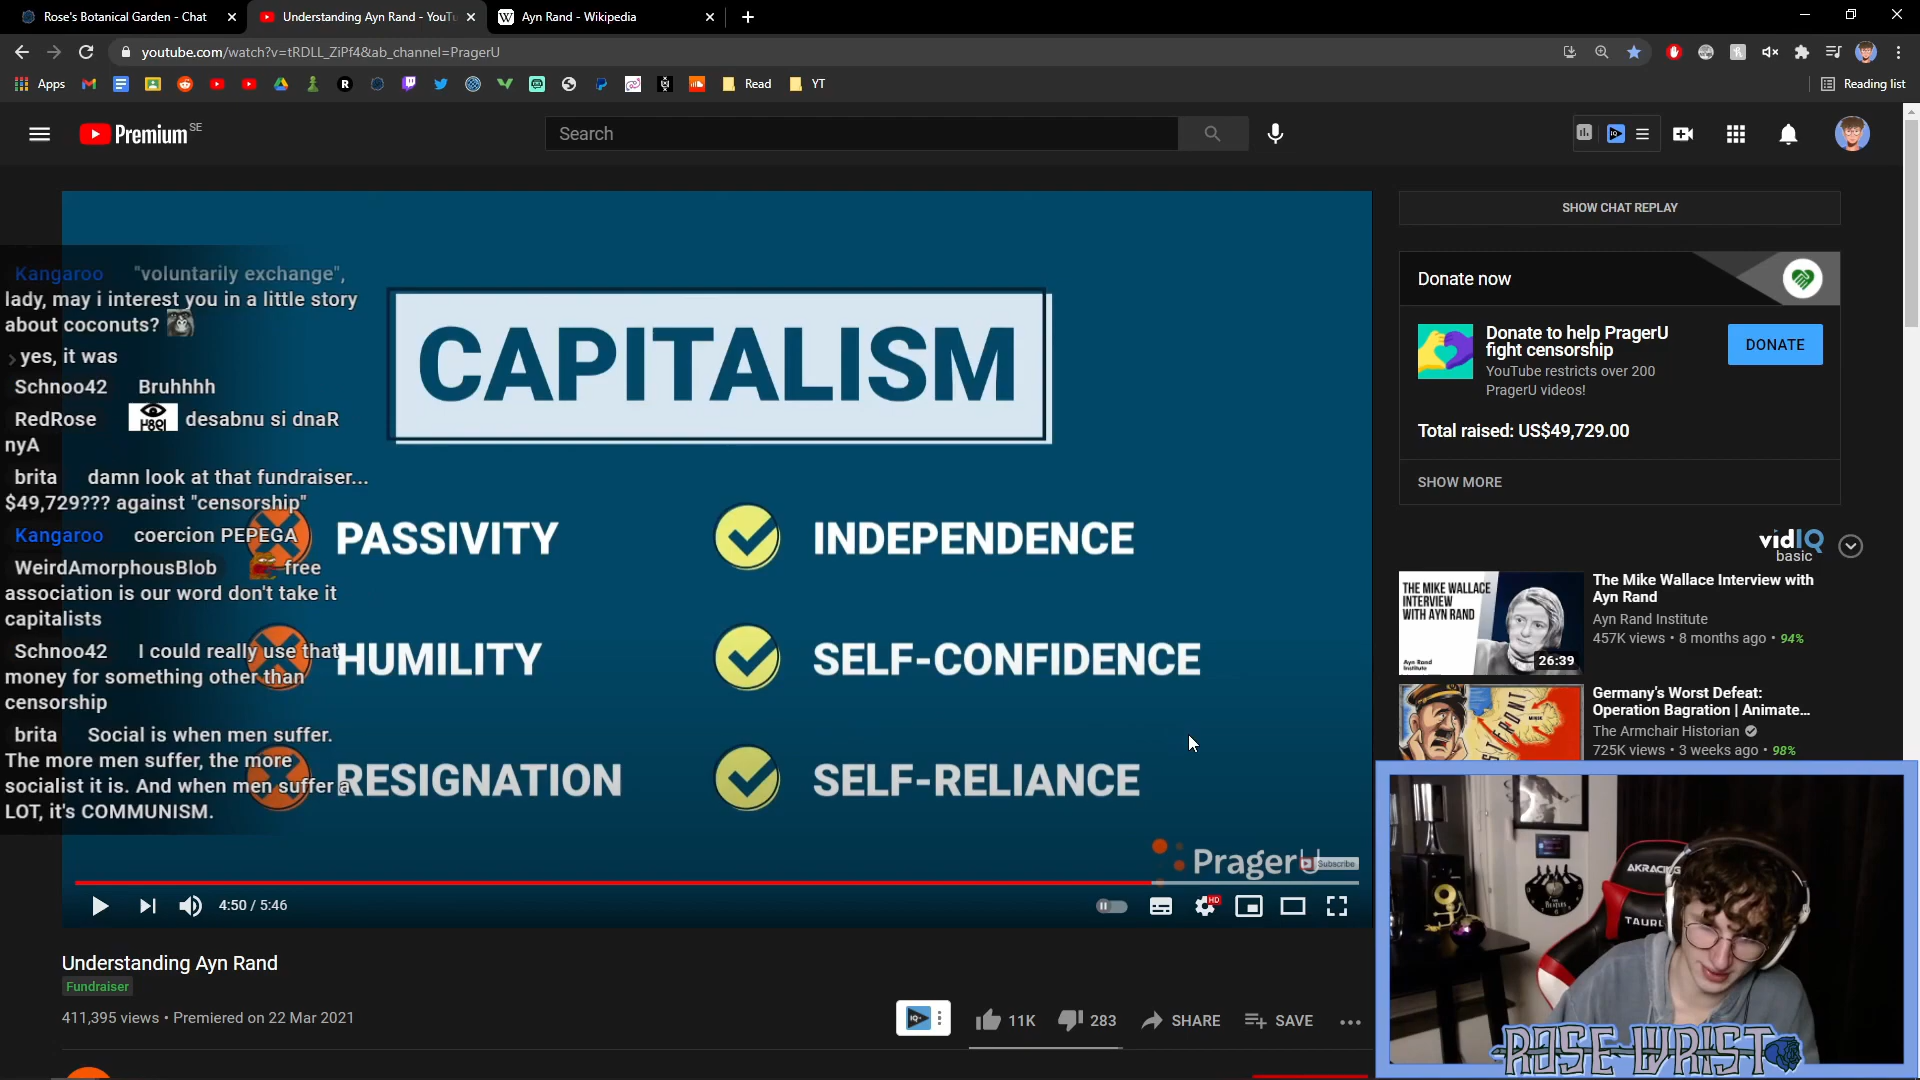 Rose's Botanical Garden - Chat
Understanding Ayn Rand - YouTu
Ayn Rand - Wikipedia
youtube.com/watch?v=tRDLL_ZiPf4&ab_channel=PragerU
Apps
Read
YT
Reading list
Premium SE
Search
SHOW CHAT REPLAY
Donate now
Donate to help PragerU
fight censorship
YouTube restricts over 200
PragerU videos!
DONATE
Total raised: US$49,729.00
SHOW MORE
vidIQ
basic
THE MIKE WALLACE
INTERVIEW
WITH AYN RAND
Ayn Rand
Institute
26:39
The Mike Wallace Interview with
Ayn Rand
Ayn Rand Institute
457K views • 8 months ago • 94%
Germany's Worst Defeat:
Operation Bagration | Animate...
The Armchair Historian
725K views • 3 weeks ago • 98%
Kangaroo "voluntarily exchange",
lady, may i interest you in a little story
about coconuts?
yes, it was
Schnoo42 Bruhhhh
RedRose desabnu si dnaR
nyA
brita damn look at that fundraiser...
$49,729??? against "censorship"
Kangaroo coercion PEPEGA
WeirdAmorphousBlob free
association is our word don't take it
capitalists
Schnoo42 I could really use that
money for something other than
censorship
brita Social is when men suffer.
The more men suffer, the more
socialist it is. And when men suffer a
LOT, it's COMMUNISM.
CAPITALISM
PASSIVITY
INDEPENDENCE
HUMILITY
SELF-CONFIDENCE
RESIGNATION
SELF-RELIANCE
PragerU
Subscribe
4:50 / 5:46
HD
Understanding Ayn Rand
Fundraiser
411,395 views • Premiered on 22 Mar 2021
11K
283
SHARE
SAVE
AKRACING
ROSE WRIST